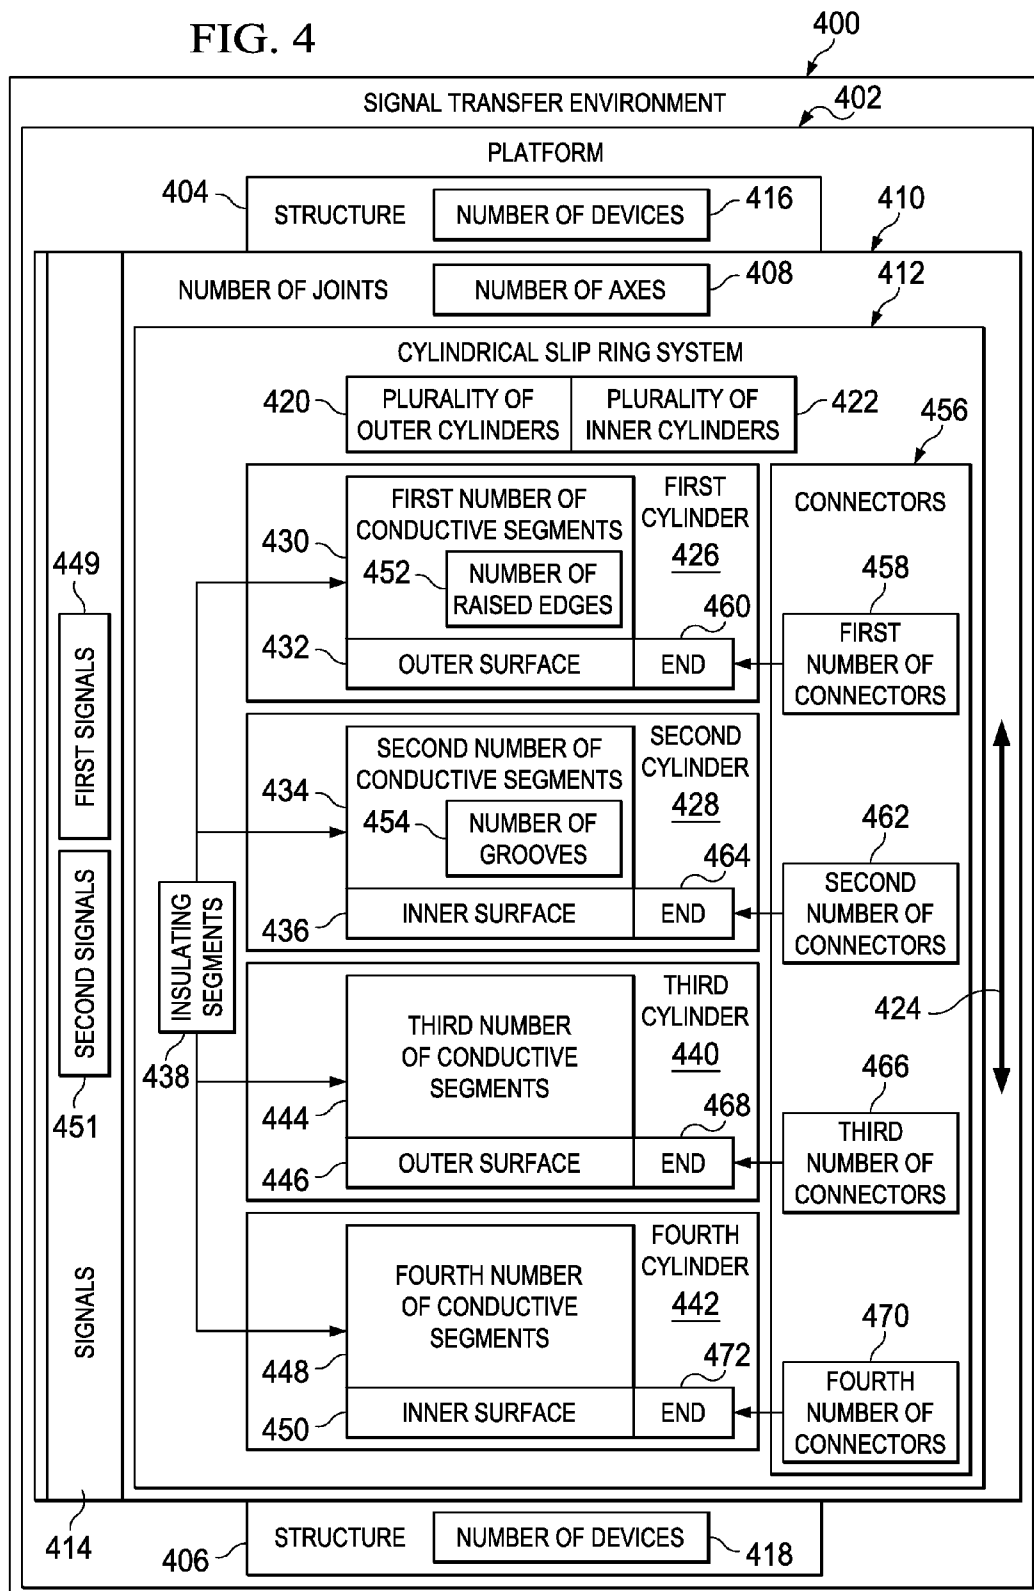 FIG. 4
400
SIGNAL TRANSFER ENVIRONMENT
402
PLATFORM
404
STRUCTURE
NUMBER OF DEVICES
416
410
NUMBER OF JOINTS
NUMBER OF AXES
408
412
CYLINDRICAL SLIP RING SYSTEM
420
PLURALITY OF
OUTER CYLINDERS
PLURALITY OF
INNER CYLINDERS
422
456
CONNECTORS
FIRST NUMBER OF
CONDUCTIVE SEGMENTS
FIRST
CYLINDER
426
430
452
NUMBER OF
RAISED EDGES
460
432
OUTER SURFACE
END
458
FIRST
NUMBER OF
CONNECTORS
449
FIRST SIGNALS
SECOND NUMBER OF
CONDUCTIVE SEGMENTS
SECOND
CYLINDER
428
434
454
NUMBER OF
GROOVES
464
436
INNER SURFACE
END
462
SECOND
NUMBER OF
CONNECTORS
424
SECOND SIGNALS
451
INSULATING
SEGMENTS
438
THIRD NUMBER
OF CONDUCTIVE
SEGMENTS
THIRD
CYLINDER
440
444
468
446
OUTER SURFACE
END
466
THIRD
NUMBER OF
CONNECTORS
FOURTH NUMBER
OF CONDUCTIVE
SEGMENTS
FOURTH
CYLINDER
442
448
472
450
INNER SURFACE
END
470
FOURTH
NUMBER OF
CONNECTORS
SIGNALS
414
406
STRUCTURE
NUMBER OF DEVICES
418